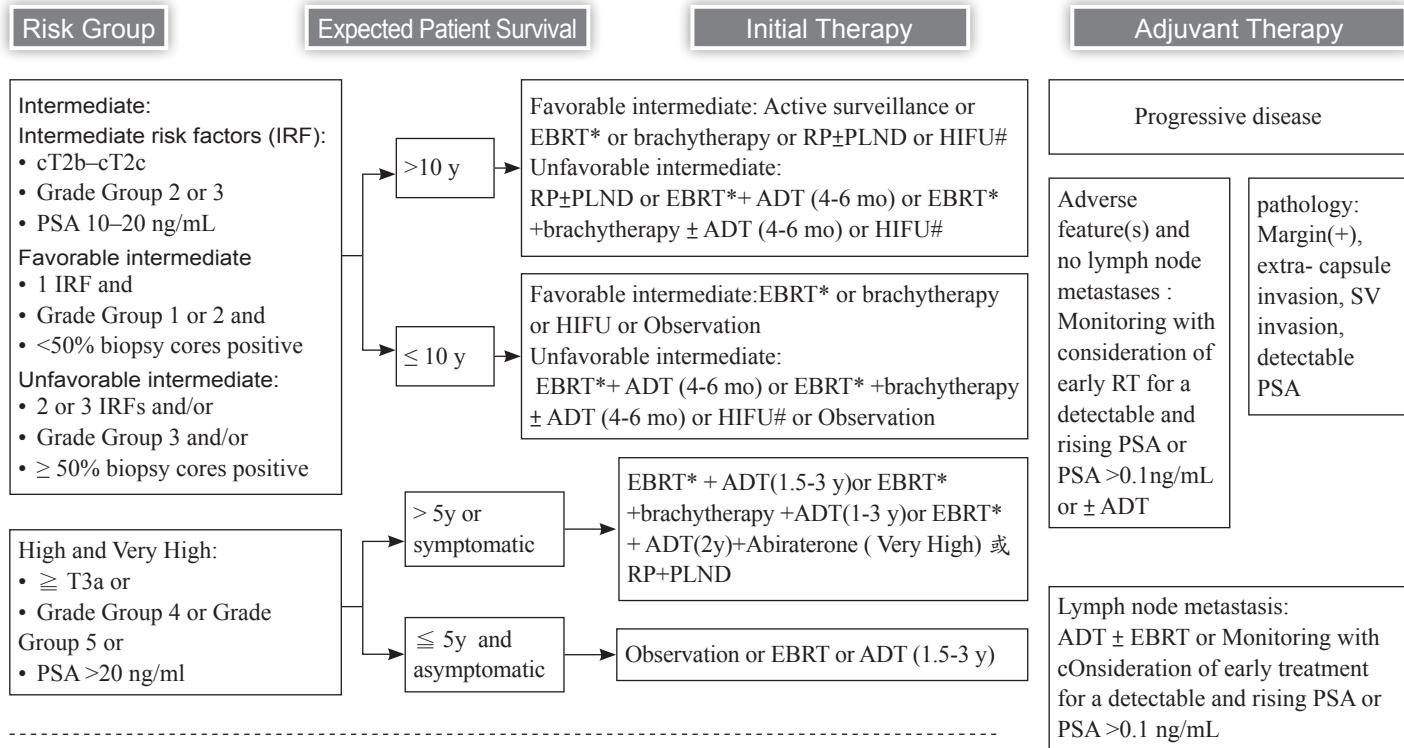 Risk Group
Expected Patient Survival
Initial Therapy
Adjuvant Therapy
Intermediate:
Intermediate risk factors (IRF):
• cT2b–cT2c
• Grade Group 2 or 3
• PSA 10–20 ng/mL
Favorable intermediate
• 1 IRF and
• Grade Group 1 or 2 and
• <50% biopsy cores positive
Unfavorable intermediate:
• 2 or 3 IRFs and/or
• Grade Group 3 and/or
• ≥ 50% biopsy cores positive
>10 y
Favorable intermediate: Active surveillance or
EBRT* or brachytherapy or RP±PLND or HIFU#
Unfavorable intermediate:
RP±PLND or EBRT*+ ADT (4-6 mo) or EBRT*
+brachytherapy ± ADT (4-6 mo) or HIFU#
≤ 10 y
Favorable intermediate:EBRT* or brachytherapy
or HIFU or Observation
Unfavorable intermediate:
EBRT*+ ADT (4-6 mo) or EBRT* +brachytherapy
± ADT (4-6 mo) or HIFU# or Observation
High and Very High:
• ≧ T3a or
• Grade Group 4 or Grade
Group 5 or
• PSA >20 ng/ml
> 5y or
symptomatic
EBRT* + ADT(1.5-3 y)or EBRT*
+brachytherapy +ADT(1-3 y)or EBRT*
+ ADT(2y)+Abiraterone ( Very High) 或
RP+PLND
≦ 5y and
asymptomatic
Observation or EBRT or ADT (1.5-3 y)
Progressive disease
Adverse
feature(s) and
no lymph node
metastases :
Monitoring with
consideration of
early RT for a
detectable and
rising PSA or
PSA >0.1ng/mL
or ± ADT
pathology:
Margin(+),
extra- capsule
invasion, SV
invasion,
detectable
PSA
Lymph node metastasis:
ADT ± EBRT or Monitoring with
cOnsideration of early treatment
for a detectable and rising PSA or
PSA >0.1 ng/mL